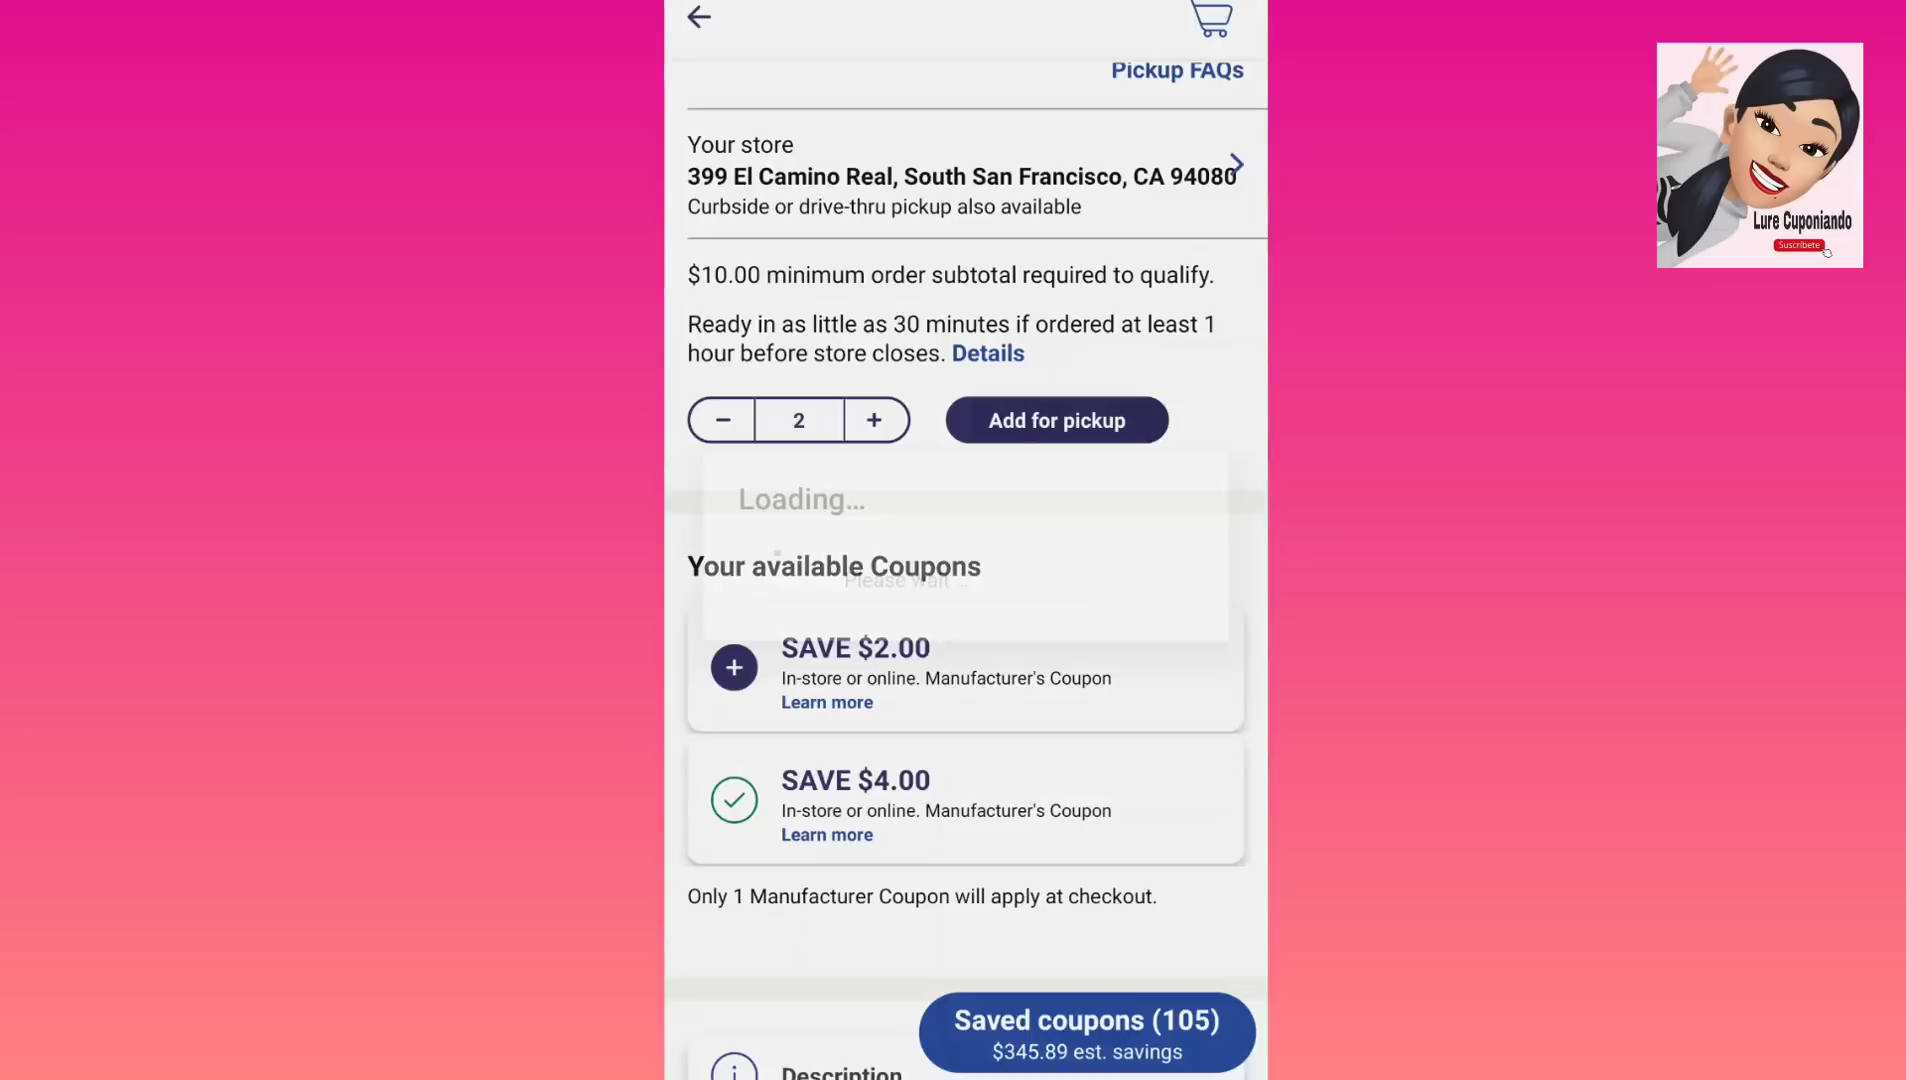 Pickup FAQs
Your store
399 El Camino Real, South San Francisco, CA 94080
Curbside or drive-thru pickup also available
$10.00 minimum order subtotal required to qualify.
Ready in as little as 30 minutes if ordered at least 1
hour before store closes. Details
− 2 + Add for pickup
Loading...
Your available Coupons
Please wait ...
SAVE $2.00
In-store or online. Manufacturer's Coupon
Learn more
SAVE $4.00
In-store or online. Manufacturer's Coupon
Learn more
Only 1 Manufacturer Coupon will apply at checkout.
Saved coupons (105)
$345.89 est. savings
Description
Lure Cuponiando
Suscríbete